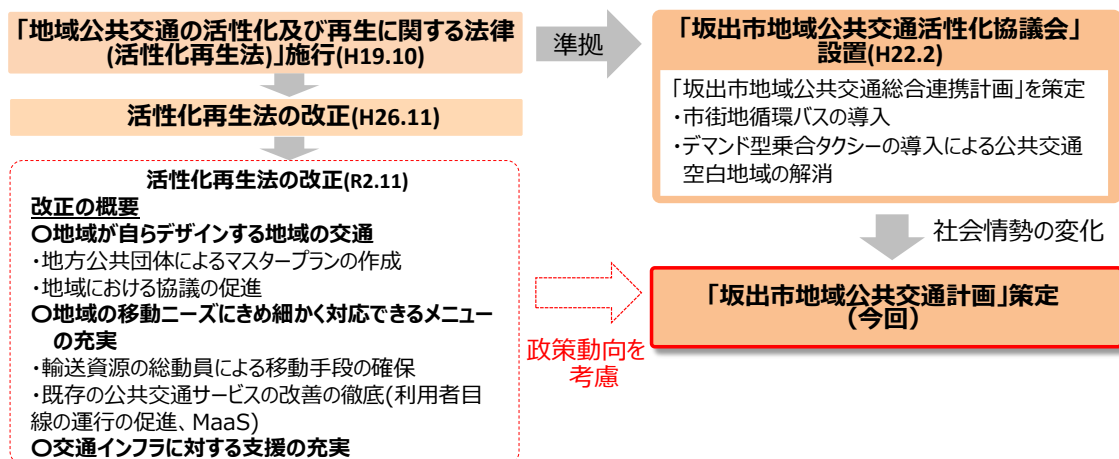 「地域公共交通の活性化及び再生に関する法律
(活性化再生法)」施行(H19.10)
準拠
「坂出市地域公共交通活性化協議会」
設置(H22.2)
「坂出市地域公共交通総合連携計画」を策定
・市街地循環バスの導入
・デマンド型乗合タクシーの導入による公共交通
空白地域の解消
活性化再生法の改正(H26.11)
活性化再生法の改正(R2.11)
改正の概要
〇地域が自らデザインする地域の交通
・地方公共団体によるマスタープランの作成
・地域における協議の促進
〇地域の移動ニーズにきめ細かく対応できるメニュー
の充実
・輸送資源の総動員による移動手段の確保
・既存の公共交通サービスの改善の徹底(利用者目
線の運行の促進、MaaS)
〇交通インフラに対する支援の充実
政策動向を
考慮
社会情勢の変化
「坂出市地域公共交通計画」策定
(今回)